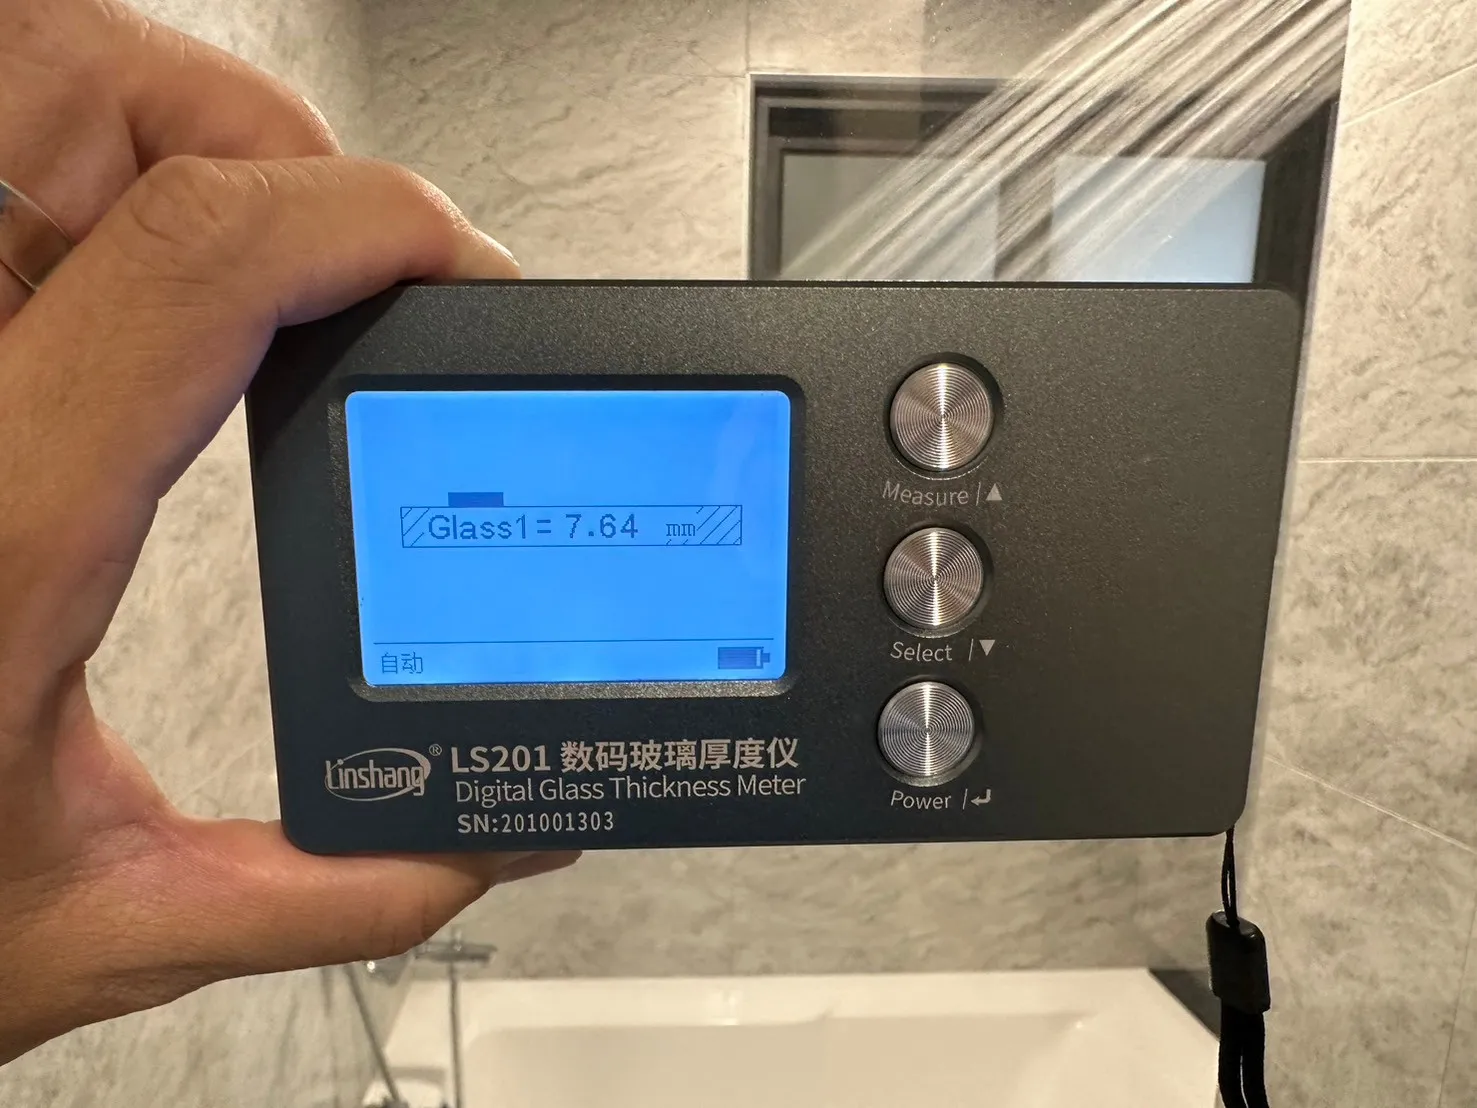 Glass1= 7.64 mm
自动
Measure |▲
Select |▼
Power |↵
Linshang®
LS201 数码玻璃厚度仪
Digital Glass Thickness Meter
SN:201001303